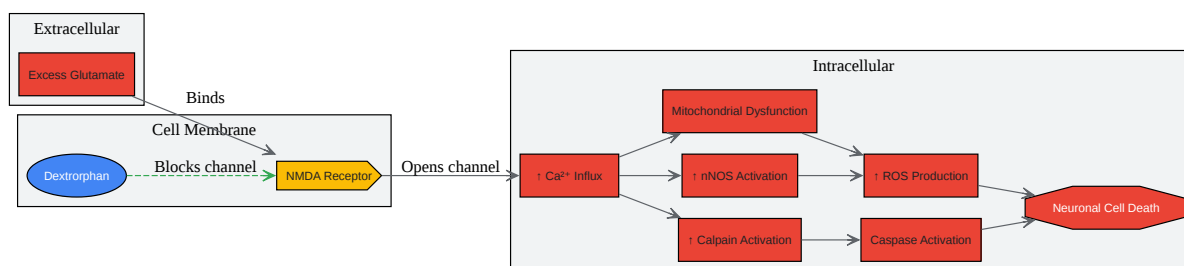 Extracellular
Excess Glutamate
Binds
Cell Membrane
Dextrorphan
Blocks channel
NMDA Receptor
Opens channel
Intracellular
Mitochondrial Dysfunction
↑ Ca²⁺ Influx
↑ nNOS Activation
↑ ROS Production
↑ Calpain Activation
Caspase Activation
Neuronal Cell Death